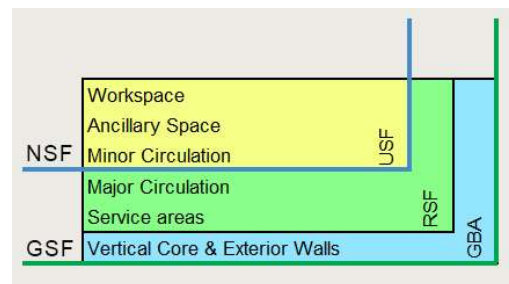 Workspace
Ancillary Space
NSF Minor Circulation USF
Major Circulation
Service areas RSF
GSF Vertical Core & Exterior Walls GBA